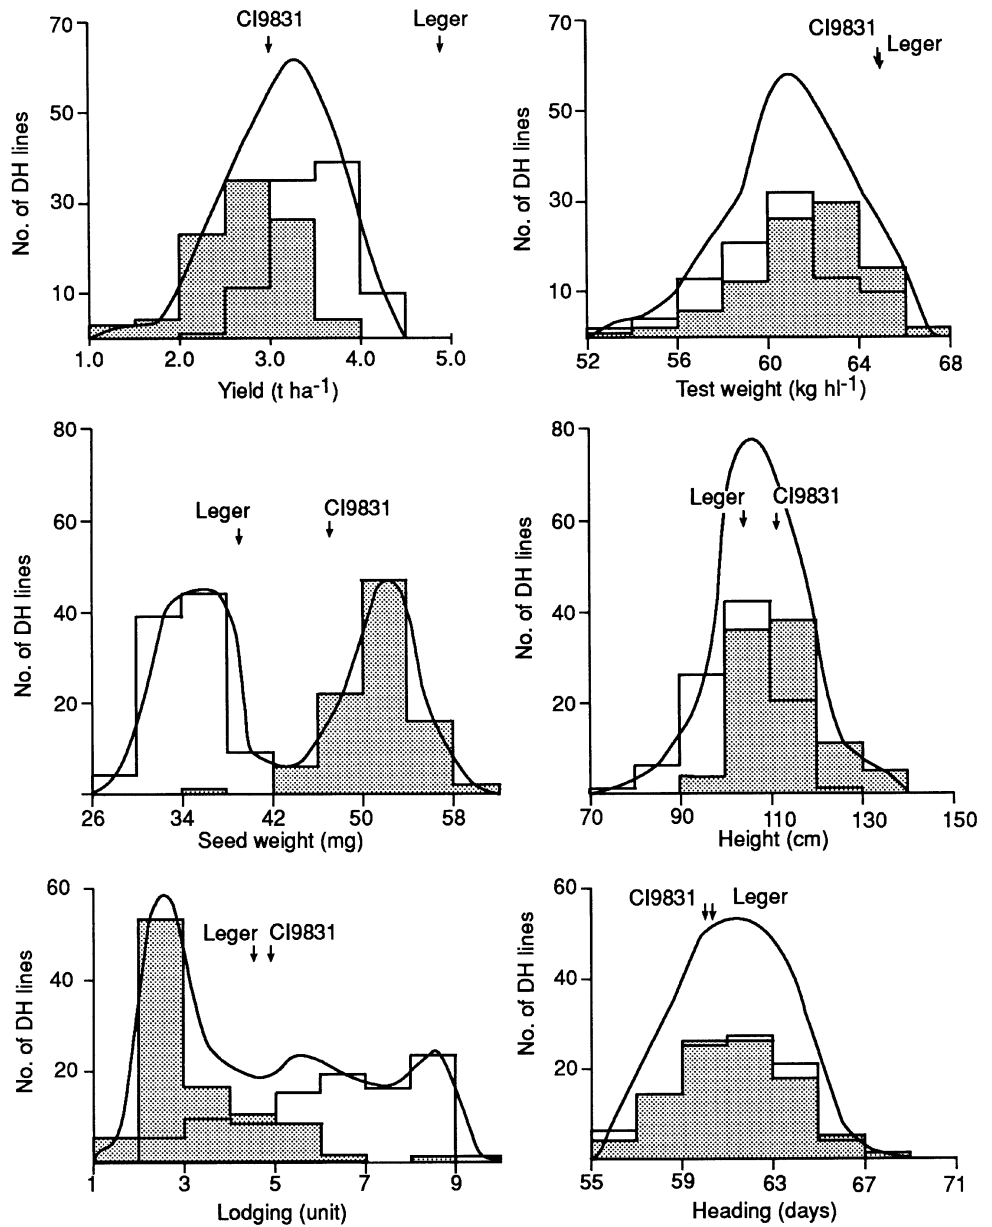 CI9831
Leger
70
50
30
10
No. of DH lines
1.0
2.0
3.0
4.0
5.0
Yield (t ha-1)
CI9831
Leger
70
50
30
10
No. of DH lines
52
56
60
64
68
Test weight (kg hl-1)
80
60
40
20
No. of DH lines
Leger
CI9831
26
34
42
50
58
Seed weight (mg)
80
60
40
20
No. of DH lines
Leger
CI9831
70
90
110
130
150
Height (cm)
60
40
20
No. of DH lines
Leger
CI9831
1
3
5
7
9
Lodging (unit)
60
40
20
No. of DH lines
CI9831
Leger
55
59
63
67
71
Heading (days)